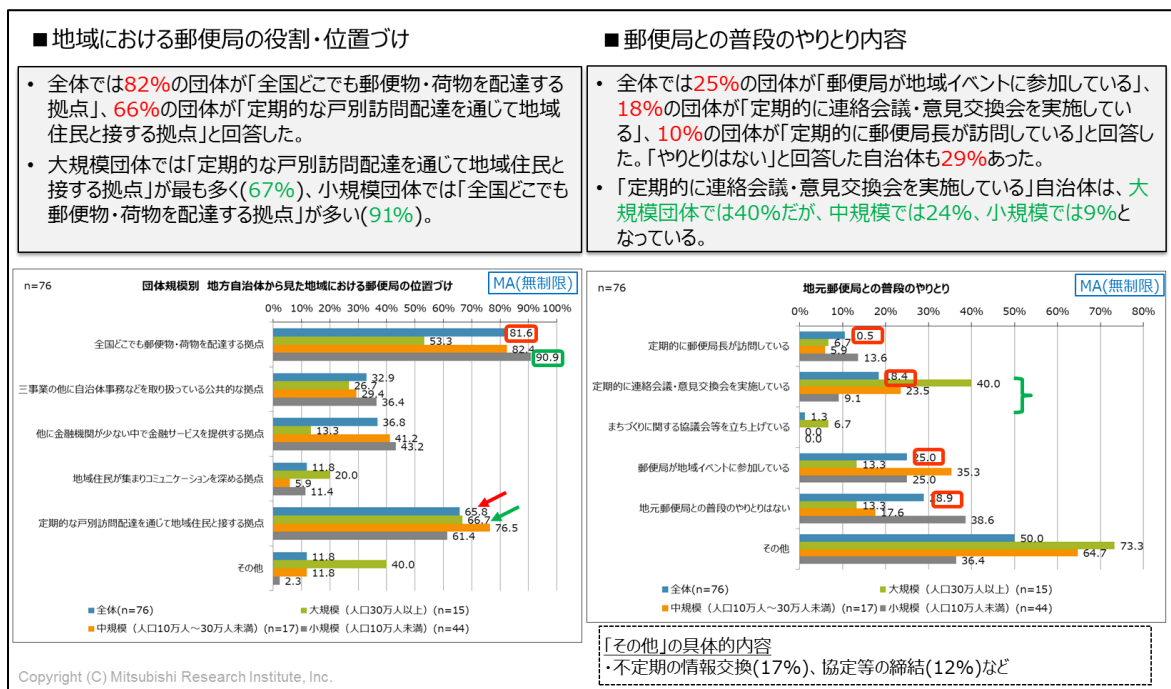 ■地域における郵便局の役割・位置づけ
• 全体では82%の団体が「全国どこでも郵便物・荷物を配達する
拠点」、66%の団体が「定期的な戸別訪問配達を通じて地域
住民と接する拠点」と回答した。
• 大規模団体では「定期的な戸別訪問配達を通じて地域住民と
接する拠点」が最も多く(67%)、小規模団体では「全国どこでも
郵便物・荷物を配達する拠点」が多い(91%)。
n=76
団体規模別 地方自治体から見た地域における郵便局の位置づけ
MA(無制限)
0% 10% 20% 30% 40% 50% 60% 70% 80% 90% 100%
全国どこでも郵便物・荷物を配達する拠点
81.6
53.3
82.4
90.9
三事業の他に自治体事務などを取り扱っている公共的な拠点
32.9
26.7
29.4
36.4
他に金融機関が少ない中で金融サービスを提供する拠点
36.8
13.3
41.2
43.2
地域住民が集まりコミュニケーションを深める拠点
11.8
20.0
5.9
11.4
定期的な戸別訪問配達を通じて地域住民と接する拠点
65.8
66.7
76.5
61.4
その他
11.8
40.0
11.8
2.3
全体(n=76)
大規模（人口30万人以上）(n=15)
中規模（人口10万人～30万人未満）(n=17)
小規模（人口10万人未満）(n=44)
■郵便局との普段のやりとり内容
• 全体では25%の団体が「郵便局が地域イベントに参加している」、
18%の団体が「定期的に連絡会議・意見交換会を実施してい
る」、10%の団体が「定期的に郵便局長が訪問している」と回答し
た。「やりとりはない」と回答した自治体も29%あった。
• 「定期的に連絡会議・意見交換会を実施している」自治体は、大
規模団体では40%だが、中規模では24%、小規模では9%と
なっている。
n=76
地元郵便局との普段のやりとり
MA(無制限)
0% 10% 20% 30% 40% 50% 60% 70% 80%
定期的に郵便局長が訪問している
0.5
6.7
5.9
13.6
定期的に連絡会議・意見交換会を実施している
8.4
40.0
23.5
9.1
まちづくりに関する協議会等を立ち上げている
1.3
6.7
0.0
0.0
郵便局が地域イベントに参加している
25.0
13.3
35.3
25.0
地元郵便局との普段のやりとりはない
8.9
13.3
17.6
38.6
その他
50.0
73.3
64.7
36.4
全体(n=76)
大規模（人口30万人以上）(n=15)
中規模（人口10万人～30万人未満）(n=17)
小規模（人口10万人未満）(n=44)
「その他」の具体的内容
・不定期の情報交換(17%)、協定等の締結(12%)など
Copyright (C) Mitsubishi Research Institute, Inc.